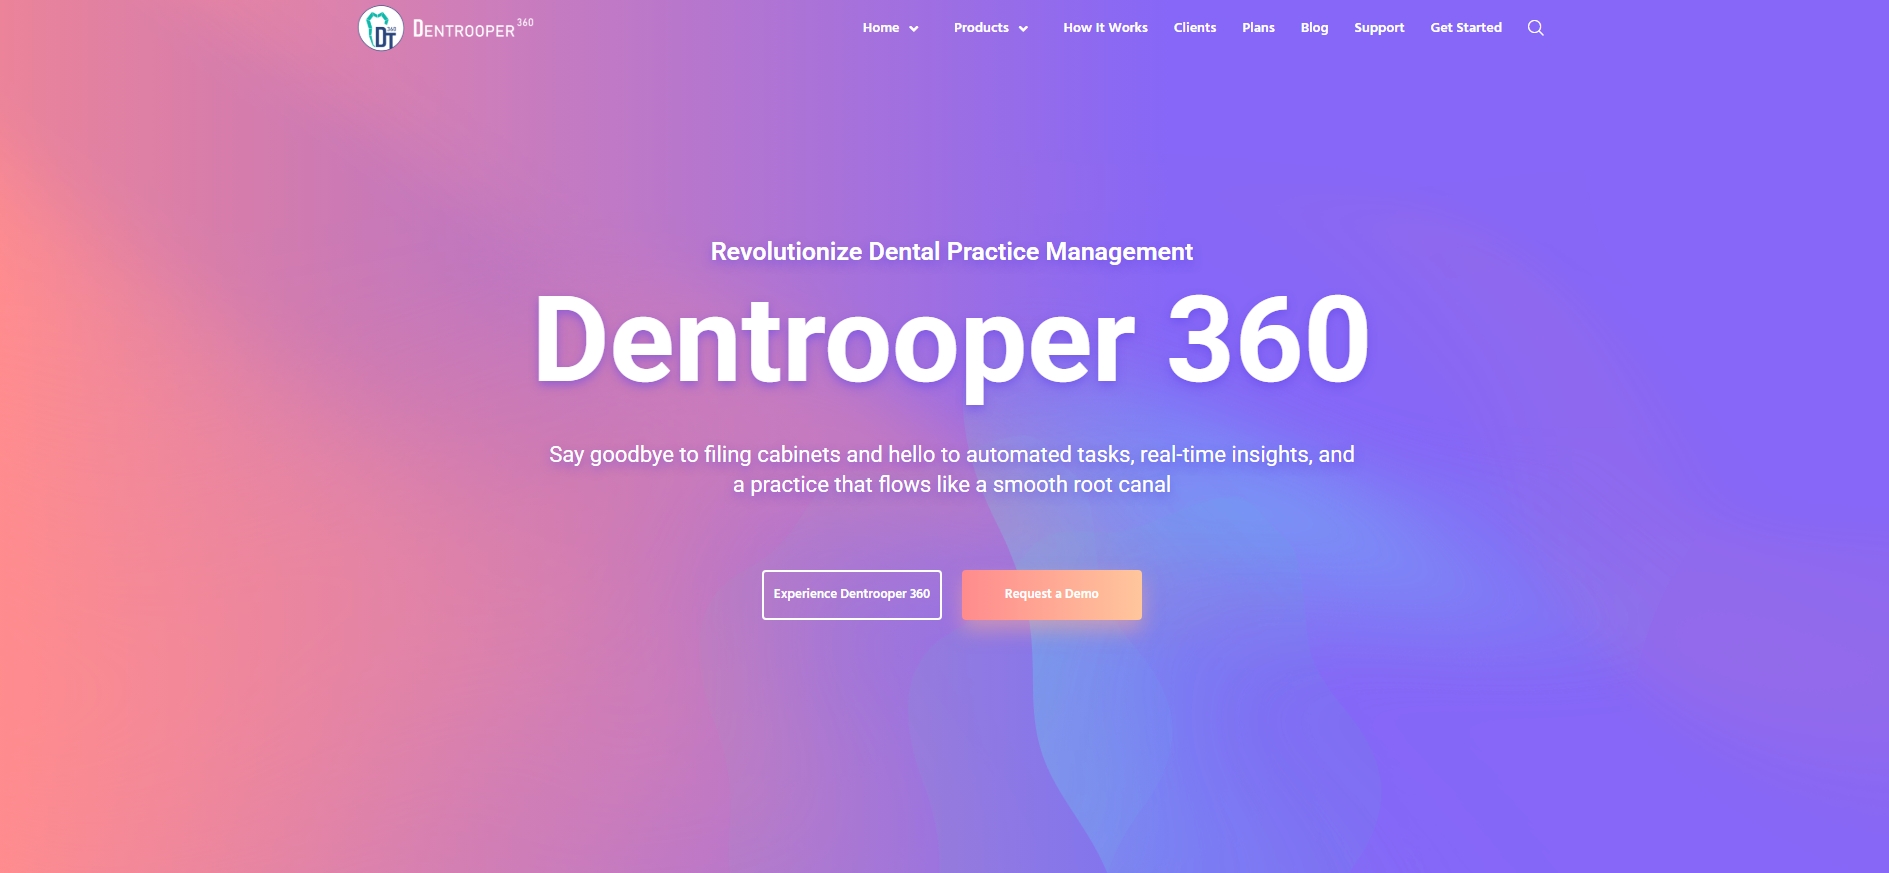 360
DT
DENTROOPER 360
Home
Products
How It Works
Clients
Plans
Blog
Support
Get Started
Revolutionize Dental Practice Management
Dentrooper 360
Say goodbye to filing cabinets and hello to automated tasks, real-time insights, and
a practice that flows like a smooth root canal
Experience Dentrooper 360
Request a Demo